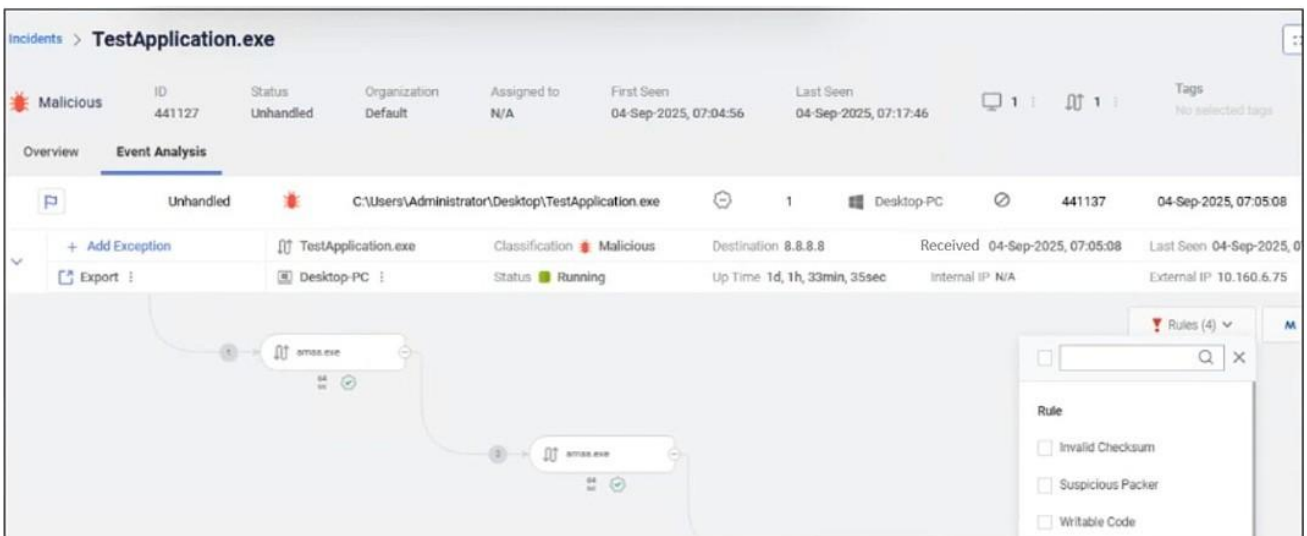 Incidents > TestApplication.exe
Malicious
ID
441127
Status
Unhandled
Organization
Default
Assigned to
N/A
First Seen
04-Sep-2025, 07:04:56
Last Seen
04-Sep-2025, 07:17:46
1
1
Tags
No selected tags
Overview Event Analysis
Unhandled C:\Users\Administrator\Desktop\TestApplication.exe 1 Desktop-PC 441137 04-Sep-2025, 07:05:08
+ Add Exception TestApplication.exe Classification Malicious Destination 8.8.8.8 Received 04-Sep-2025, 07:05:08 Last Seen 04-Sep-2025, 0
Export Desktop-PC Status Running Up Time 1d, 1h, 33min, 35sec Internal IP N/A External IP 10.160.6.75
Rules (4) M
1
64
2
64
Rule
Invalid Checksum
Suspicious Packer
Writable Code